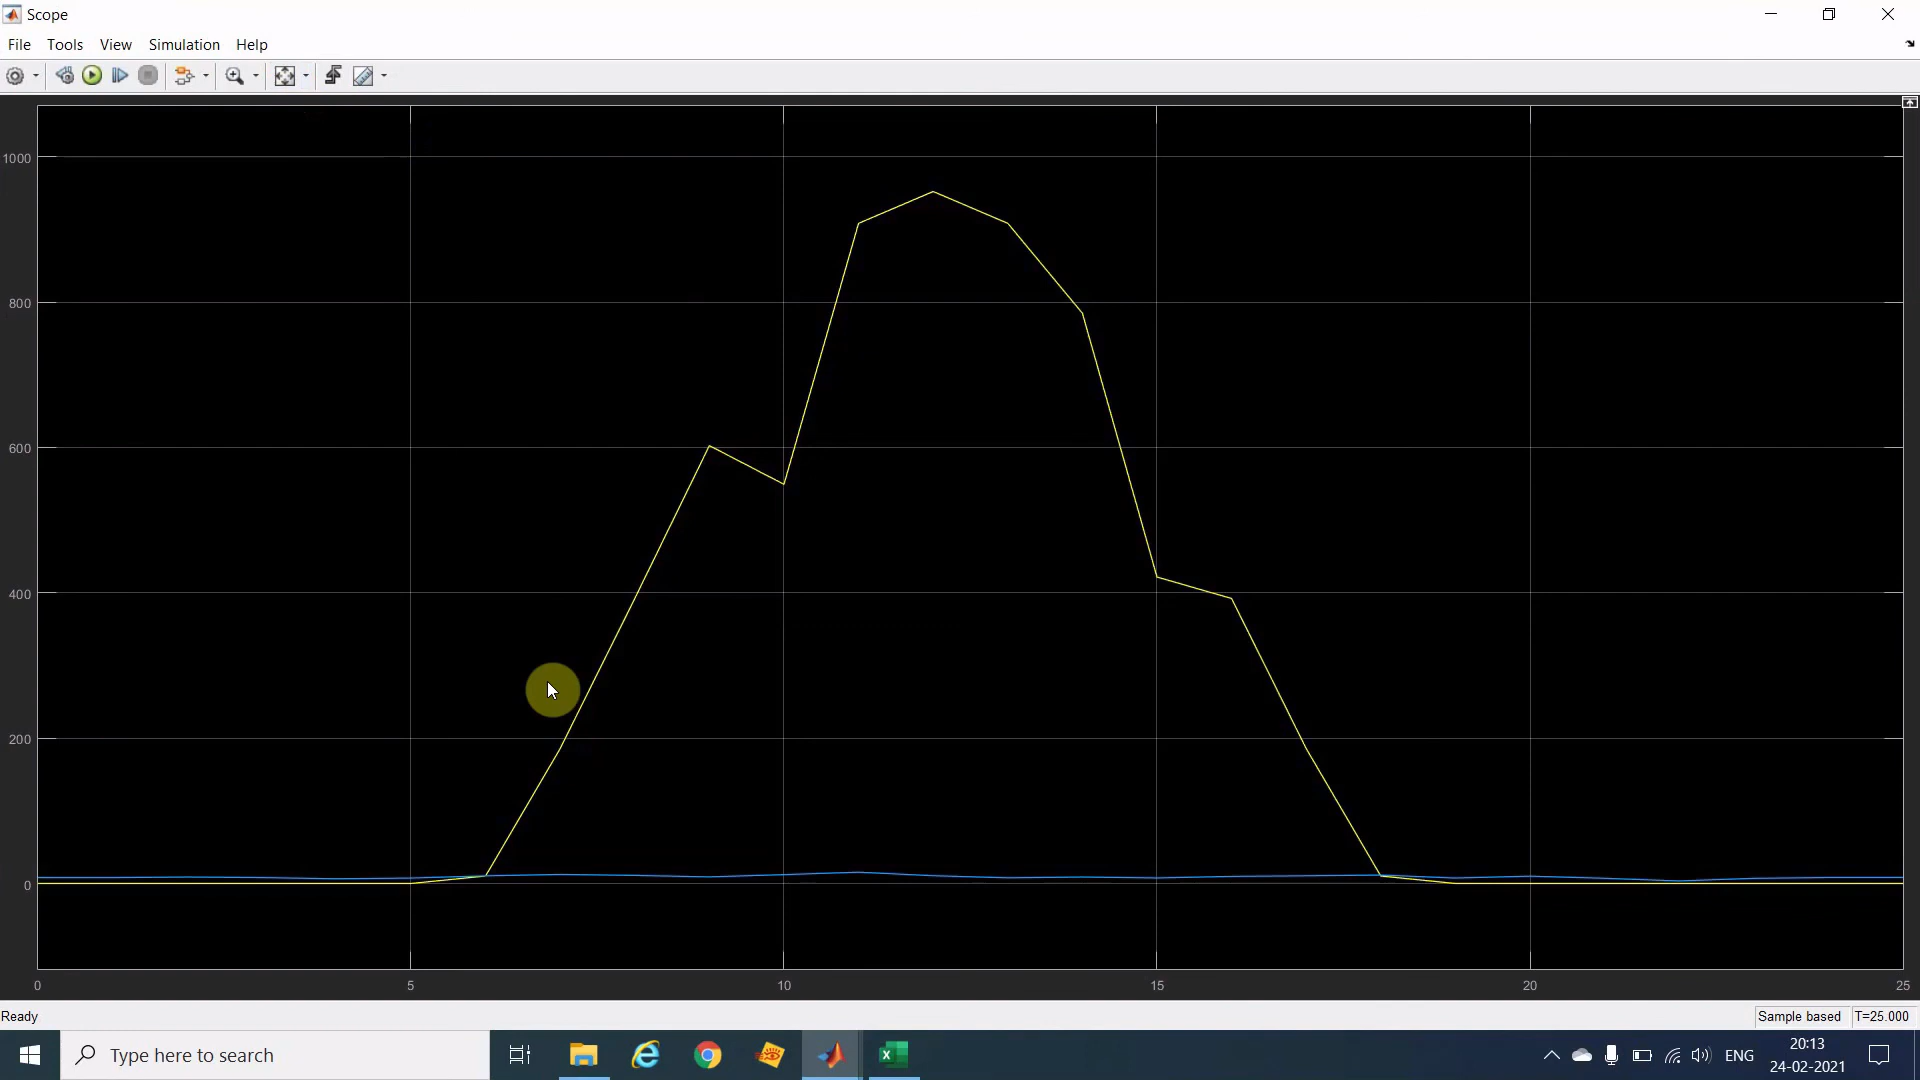 Scope
File Tools View Simulation Help
1000
800
600
400
200
0
0 5 10 15 20 25
Ready
Sample based T=25.000
Type here to search
ENG
20:13
24-02-2021